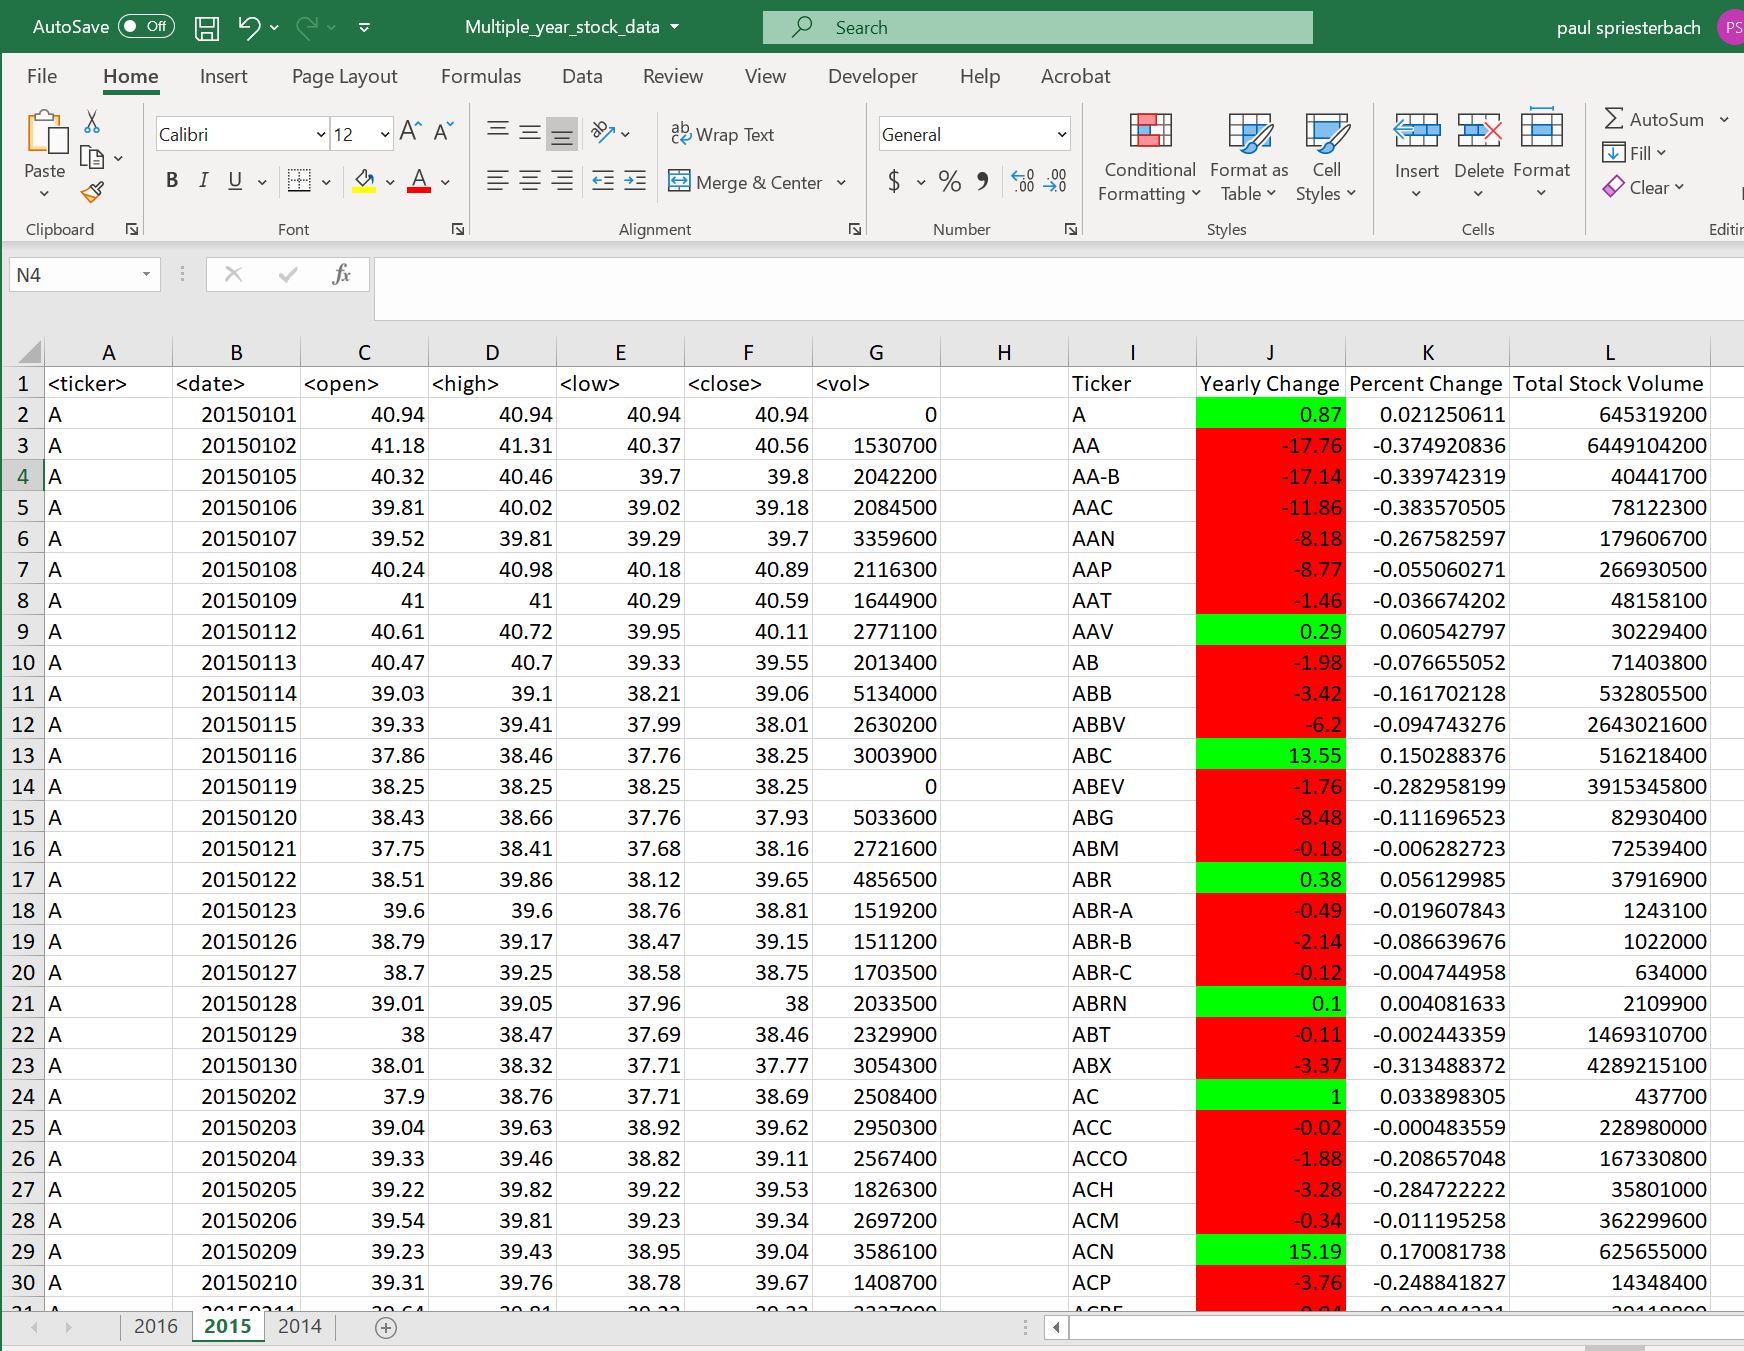 AutoSave Off Multiple_year_stock_data Search paul spriesterbach PS
File Home Insert Page Layout Formulas Data Review View Developer Help Acrobat
Paste Calibri 12 Wrap Text General Conditional Formatting Format as Table Cell Styles Insert Delete Format AutoSum
B I U A Merge & Center $ % Fill
Clear
Clipboard Font Alignment Number Styles Cells
N4 fx
A B C D E F G H I J K L
1 <ticker> <date> <open> <high> <low> <close> <vol> Ticker Yearly Change Percent Change Total Stock Volume
2 A 20150101 40.94 40.94 40.94 40.94 0 A 0.87 0.021250611 645319200
3 A 20150102 41.18 41.31 40.37 40.56 1530700 AA -17.76 -0.374920836 6449104200
4 A 20150105 40.32 40.46 39.7 39.8 2042200 AA-B -17.14 -0.339742319 40441700
5 A 20150106 39.81 40.02 39.02 39.18 2084500 AAC -11.86 -0.383570505 78122300
6 A 20150107 39.52 39.81 39.29 39.7 3359600 AAN -8.18 -0.267582597 179606700
7 A 20150108 40.24 40.98 40.18 40.89 2116300 AAP -8.77 -0.055060271 266930500
8 A 20150109 41 41 40.29 40.59 1644900 AAT -1.46 -0.036674202 48158100
9 A 20150112 40.61 40.72 39.95 40.11 2771100 AAV 0.29 0.060542797 30229400
10 A 20150113 40.47 40.7 39.33 39.55 2013400 AB -1.98 -0.076655052 71403800
11 A 20150114 39.03 39.1 38.21 39.06 5134000 ABB -3.42 -0.161702128 532805500
12 A 20150115 39.33 39.41 37.99 38.01 2630200 ABBV -6.2 -0.094743276 2643021600
13 A 20150116 37.86 38.46 37.76 38.25 3003900 ABC 13.55 0.150288376 516218400
14 A 20150119 38.25 38.25 38.25 38.25 0 ABEV -1.76 -0.282958199 3915345800
15 A 20150120 38.43 38.66 37.76 37.93 5033600 ABG -8.48 -0.111696523 82930400
16 A 20150121 37.75 38.41 37.68 38.16 2721600 ABM -0.18 -0.006282723 72539400
17 A 20150122 38.51 39.86 38.12 39.65 4856500 ABR 0.38 0.056129985 37916900
18 A 20150123 39.6 39.6 38.76 38.81 1519200 ABR-A -0.49 -0.019607843 1243100
19 A 20150126 38.79 39.17 38.47 39.15 1511200 ABR-B -2.14 -0.086639676 1022000
20 A 20150127 38.7 39.25 38.58 38.75 1703500 ABR-C -0.12 -0.004744958 634000
21 A 20150128 39.01 39.05 37.96 38 2033500 ABRN 0.1 0.004081633 2109900
22 A 20150129 38 38.47 37.69 38.46 2329900 ABT -0.11 -0.002443359 1469310700
23 A 20150130 38.01 38.32 37.71 37.77 3054300 ABX -3.37 -0.313488372 4289215100
24 A 20150202 37.9 38.76 37.71 38.69 2508400 AC 1 0.033898305 437700
25 A 20150203 39.04 39.63 38.92 39.62 2950300 ACC -0.02 -0.000483559 228980000
26 A 20150204 39.33 39.46 38.82 39.11 2567400 ACCO -1.88 -0.208657048 167330800
27 A 20150205 39.22 39.82 39.22 39.53 1826300 ACH -3.28 -0.284722222 35801000
28 A 20150206 39.54 39.81 39.23 39.34 2697200 ACM -0.34 -0.011195258 362299600
29 A 20150209 39.23 39.43 38.95 39.04 3586100 ACN 15.19 0.170081738 625655000
30 A 20150210 39.31 39.76 38.78 39.67 1408700 ACP -3.76 -0.248841827 14348400
2016 2015 2014